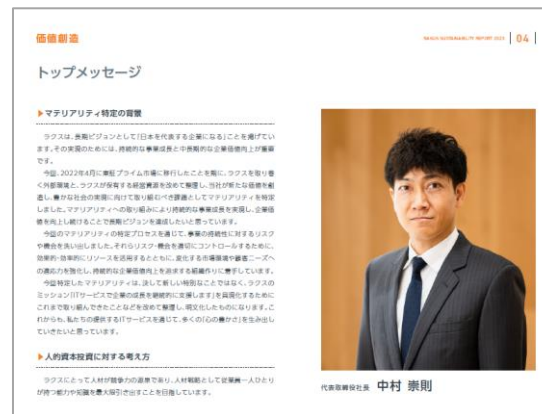 価値創造
RAKUS SUSTAINABILITY REPORT 2023 | 04
トップメッセージ
▶マテリアリティ特定の背景
ラクスは、長期ビジョンとして「日本を代表する企業になる」ことを掲げてい
ます。その実現のためには、持続的な事業成長と中長期的な企業価値向上が重要
です。
今回、2022年4月に東証プライム市場に移行したことを期に、ラクスを取り巻
く外部環境と、ラクスが保有する経営資源を改めて整理し、当社が新たな価値を創
造し、豊かな社会の実現に向けて取り組むべき課題としてマテリアリティを特定
しました。マテリアリティへの取り組みにより持続的な事業成長を実現し、企業価
値を向上し続けることで長期ビジョンを達成したいと思っています。
今回のマテリアリティの特定プロセスを通じて、事業の持続性に対するリスク
や機会を洗い出しました。それらリスク・機会を適切にコントロールするために、
効果的・効率的にリソースを活用するとともに、変化する市場環境や顧客ニーズへ
の適応力を強化し、持続的な企業価値向上を追求する組織作りに着手しています。
今回特定したマテリアリティは、決して新しい特別なことではなく、ラクスの
ミッション「ITサービスで企業の成長を継続的に支援します」を具現化するために
これまで取り組んできたことなどを改めて整理し、明文化したものになります。こ
れからも、私たちの提供するITサービスを通じて、多くの「心の豊かさ」を生み出し
ていきたいと思っています。
▶人的資本投資に対する考え方
ラクスにとって人材が競争力の源泉であり、人材戦略として従業員一人ひとり
が持つ能力や知識を最大限引き出すことを目指しています。
代表取締役社長 中村 崇則